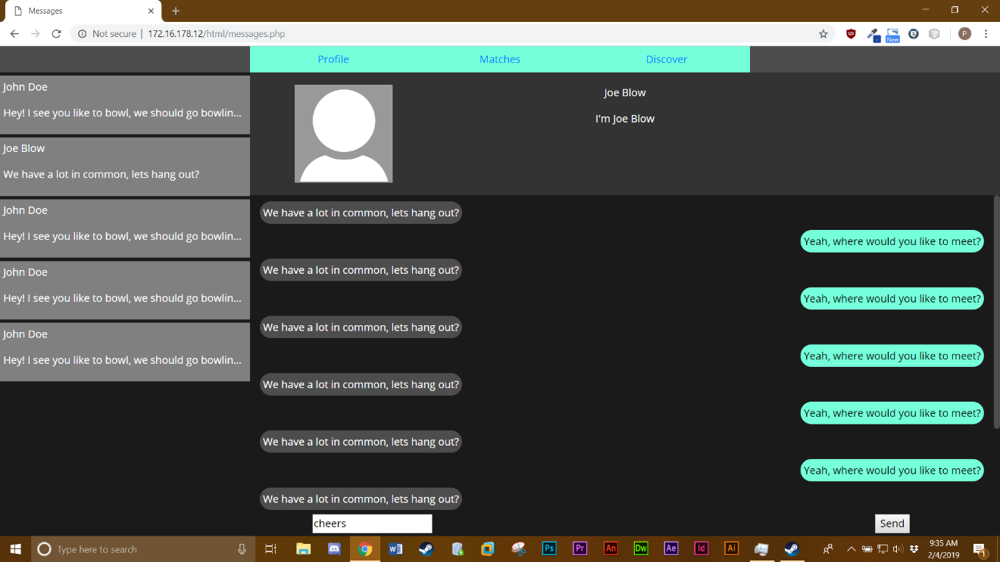 Messages
Not secure | 172.16.178.12/html/messages.php
New
P
Profile Matches Discover
John Doe
Hey! I see you like to bowl, we should go bowlin...
Joe Blow
We have a lot in common, lets hang out?
John Doe
Hey! I see you like to bowl, we should go bowlin...
John Doe
Hey! I see you like to bowl, we should go bowlin...
John Doe
Hey! I see you like to bowl, we should go bowlin...
Joe Blow
I'm Joe Blow
We have a lot in common, lets hang out?
Yeah, where would you like to meet?
We have a lot in common, lets hang out?
Yeah, where would you like to meet?
We have a lot in common, lets hang out?
Yeah, where would you like to meet?
We have a lot in common, lets hang out?
Yeah, where would you like to meet?
We have a lot in common, lets hang out?
Yeah, where would you like to meet?
We have a lot in common, lets hang out?
cheers Send
Type here to search
Ps Pr An Dw Ae Id Ai
9:35 AM
2/4/2019
1